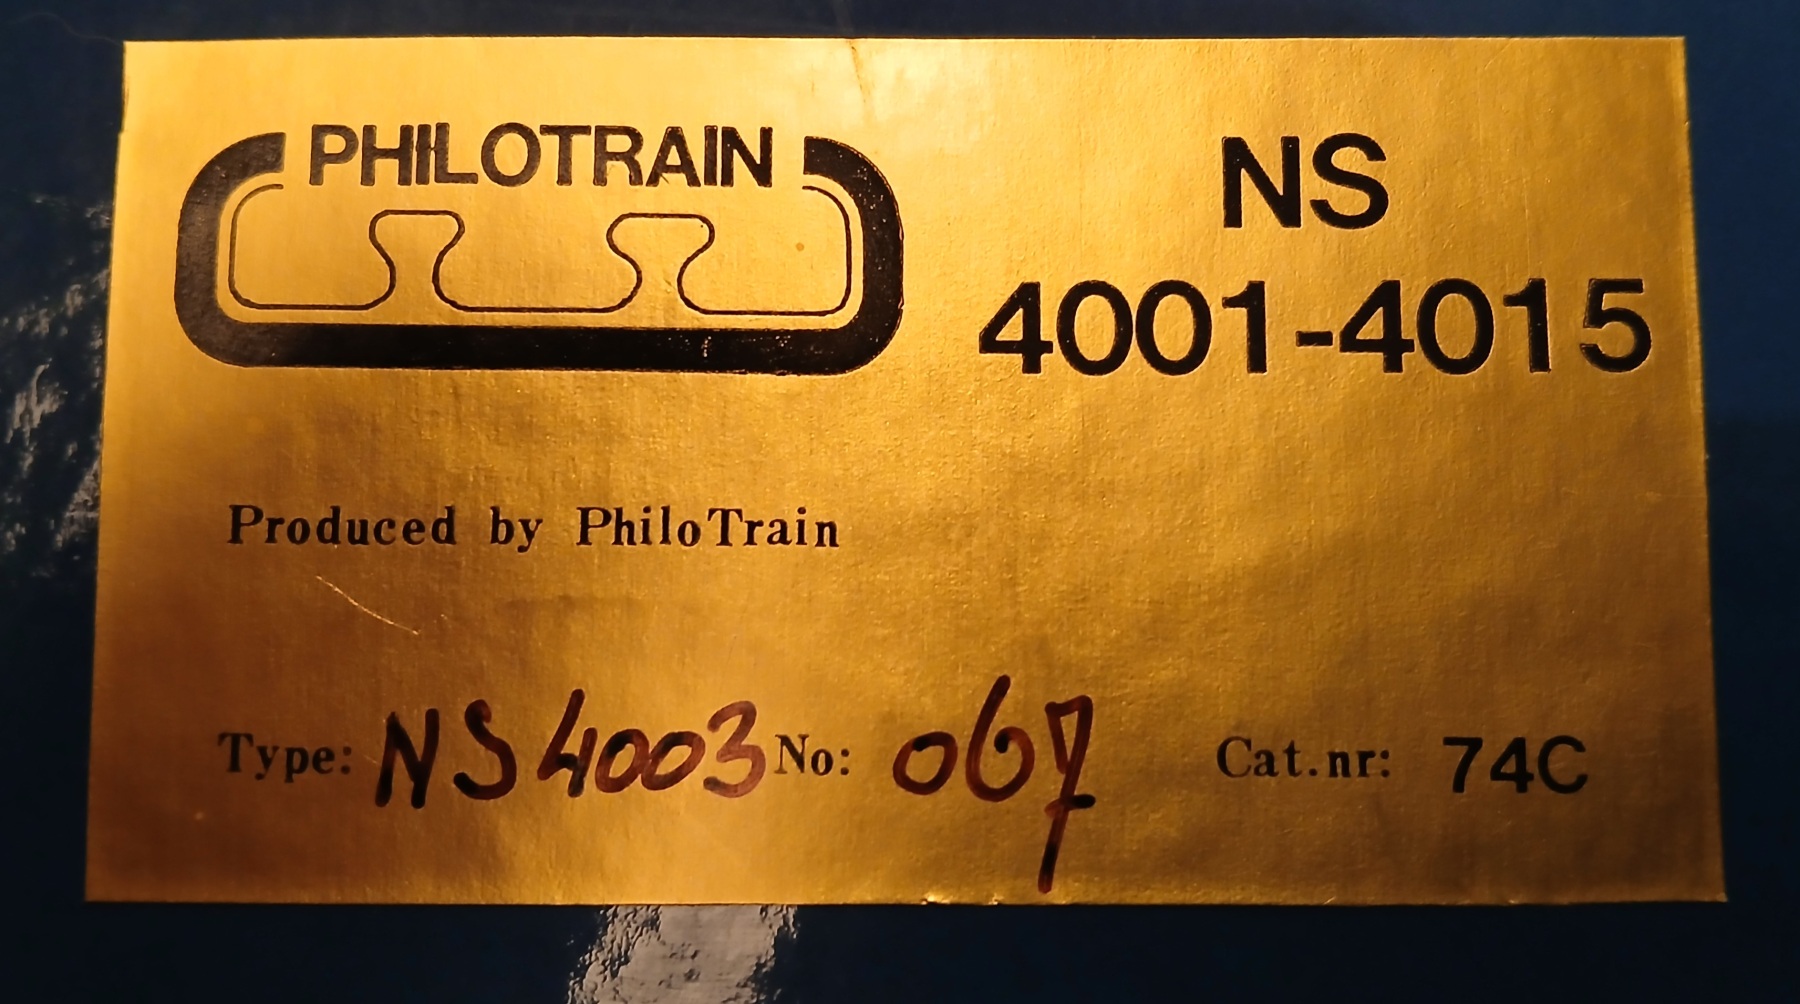 PHILOTRAIN
NS
4001-4015
Produced by PhiloTrain
Type: NS 4003 No: 067 Cat.nr: 74C